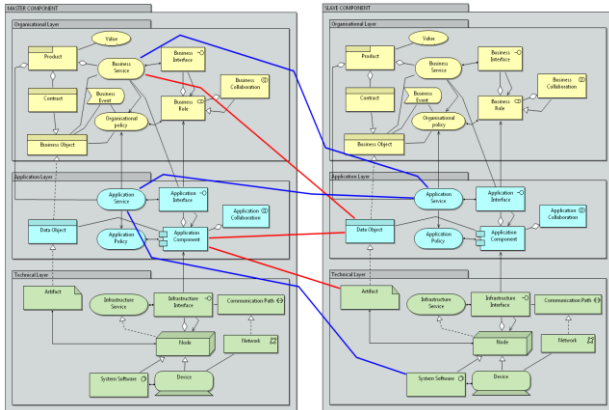 MASTER COMPONENT
Organisational Layer
Value
Product
Business
Service
Business
Interface
Business
Collaboration
Contract
Business
Event
Business
Role
Organisational
policy
Business Object
Application Layer
Application
Service
Application
Interface
Application
Collaboration
Data Object
Application
Policy
Application
Component
Technical Layer
Artifact
Infrastructure
Service
Infrastructure
Interface
Communication Path
Node
Network
System Software
Device
SLAVE COMPONENT
Organisational Layer
Value
Product
Business
Service
Business
Interface
Business
Collaboration
Contract
Business
Event
Business
Role
Organisational
policy
Business Object
Application Layer
Application
Service
Application
Interface
Application
Collaboration
Data Object
Application
Policy
Application
Component
Technical Layer
Artifact
Infrastructure
Service
Infrastructure
Interface
Communication Path
Node
Network
System Software
Device